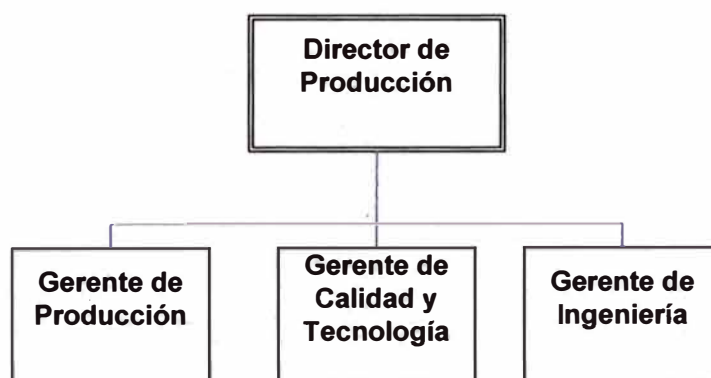 Director de
Producción
Gerente de
Producción
Gerente de
Calidad y
Tecnología
Gerente de
Ingeniería